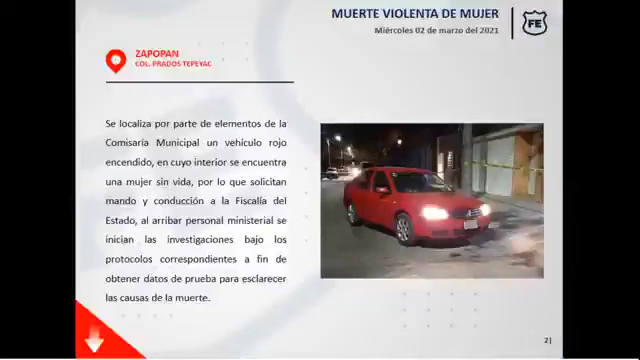 MUERTE VIOLENTA DE MUJER
Miércoles 02 de marzo del 2021
FE
ZAPOPAN
COL. PRADOS TEPEYAC
Se localiza por parte de elementos de la
Comisaría Municipal un vehículo rojo
encendido, en cuyo interior se encuentra
una mujer sin vida, por lo que solicitan
mando y conducción a la Fiscalía del
Estado, al arribar personal ministerial se
inician las investigaciones bajo los
protocolos correspondientes a fin de
obtener datos de prueba para esclarecer
las causas de la muerte.
2|